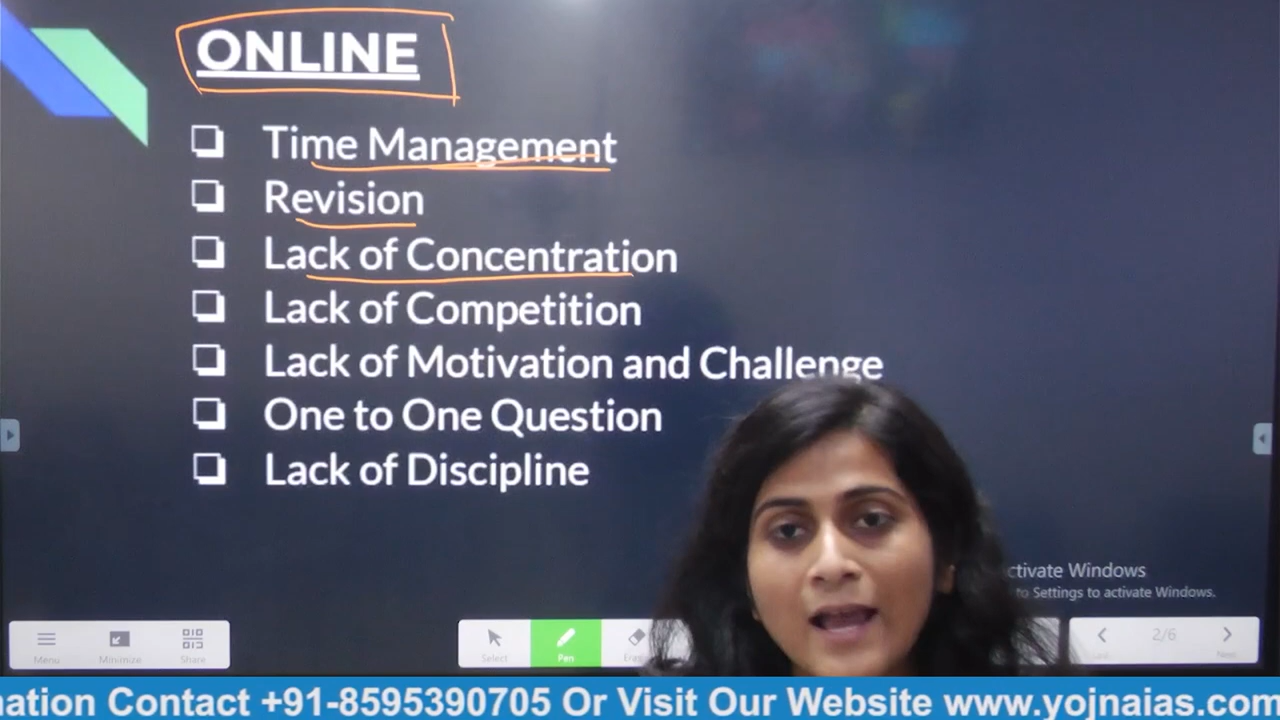 ONLINE
Time Management
Revision
Lack of Concentration
Lack of Competition
Lack of Motivation and Challenge
One to One Question
Lack of Discipline
ctivate Windows
to Settings to activate Windows.
Menu
Minimize
Share
Select
Pen
2/6
nation Contact +91-8595390705 Or Visit Our Website www.yojnaias.com